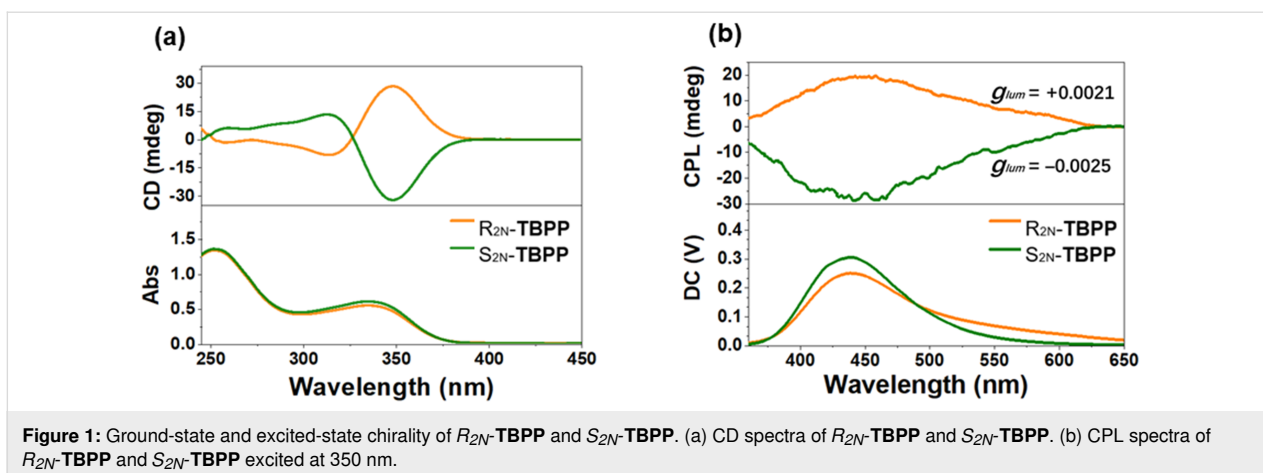 (a)
(b)
CD (mdeg)
30
15
0
-15
-30
Abs
1.5
1.0
0.5
0.0
R2N-TBPP
S2N-TBPP
250 300 350 400 450
Wavelength (nm)
CPL (mdeg)
20
10
0
-10
-20
-30
glum = +0.0021
glum = –0.0025
DC (V)
0.4
0.3
0.2
0.1
0.0
R2N-TBPP
S2N-TBPP
400 450 500 550 600 650
Wavelength (nm)
Figure 1: Ground-state and excited-state chirality of R2N-TBPP and S2N-TBPP. (a) CD spectra of R2N-TBPP and S2N-TBPP. (b) CPL spectra of
R2N-TBPP and S2N-TBPP excited at 350 nm.